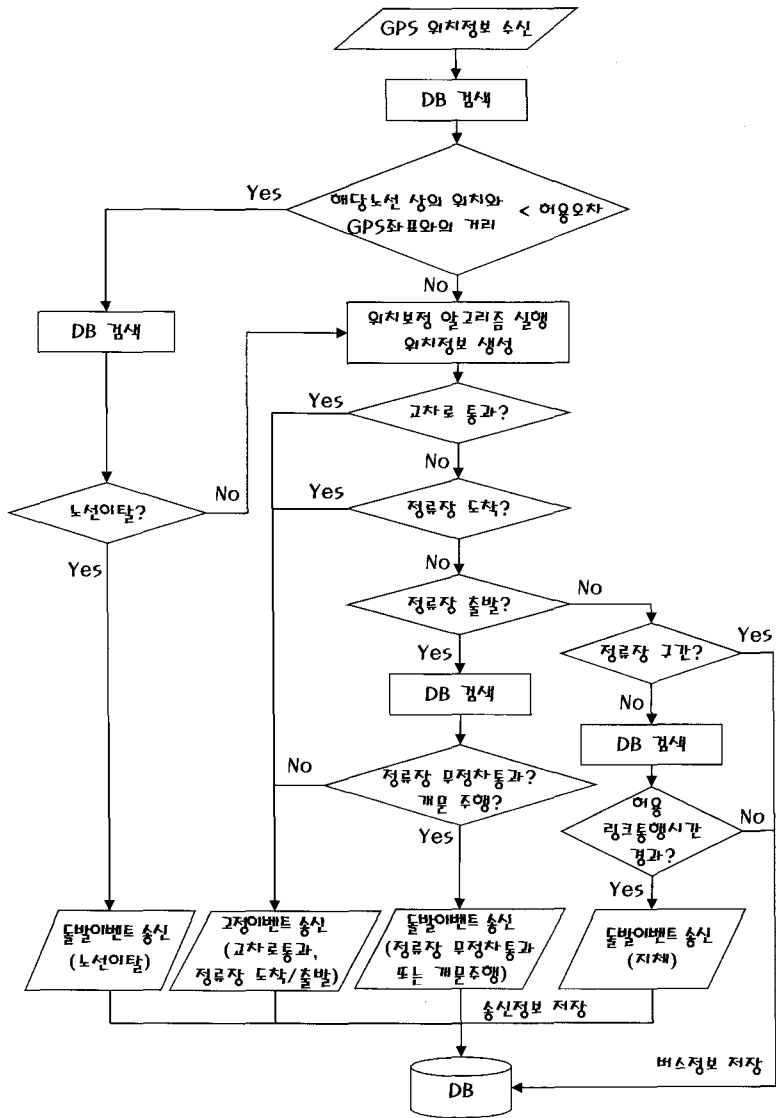 GPS 위치정보 수신
DB 검색
해당노선 상의 위치와
GPS좌표와의 거리
< 허용오차
Yes
No
DB 검색
위치보정 알고리즘 실행
위치정보 생성
Yes
교차로 통과?
No
노선이탈?
No
Yes
정류장 도착?
Yes
No
정류장 출발?
No
Yes
정류장 구간?
Yes
DB 검색
No
DB 검색
No
정류장 무정차통과?
개문 주행?
허용
링크통행시간
경과?
No
Yes
Yes
돌발이벤트 송신
(노선이탈)
고정이벤트 송신
(교차로통과,
정류장 도착/출발)
돌발이벤트 송신
(정류장 무정차통과
또는 개문주행)
돌발이벤트 송신
(지체)
송신정보 저장
버스정보 저장
DB